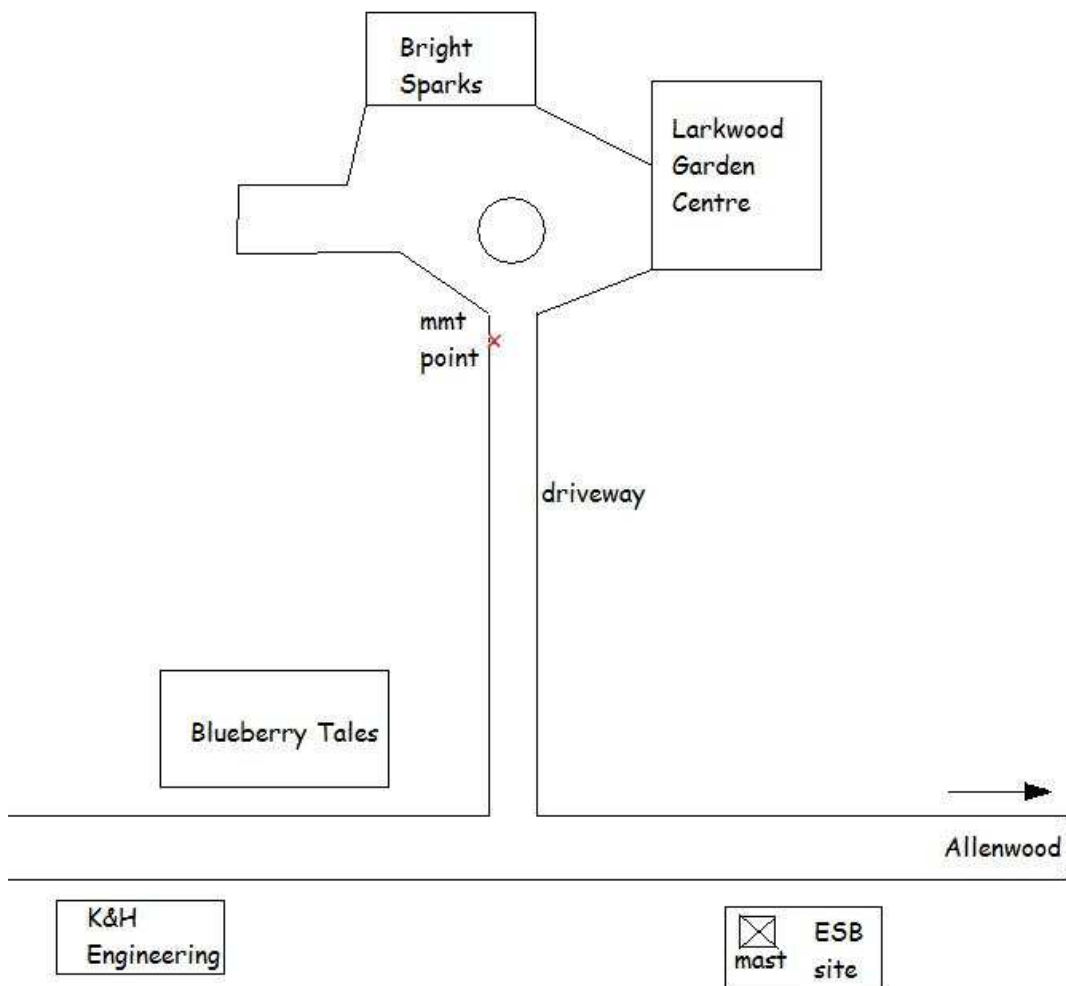 Bright
Sparks
Larkwood
Garden
Centre
mmt
point
driveway
Blueberry Tales
Allenwood
K&H
Engineering
ESB
mast
site